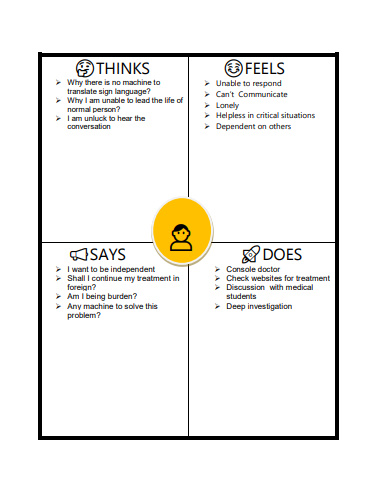 THINKS
Why there is no machine to
translate sign language?
Why I am unable to lead the life of
normal person?
I am unluck to hear the
conversation
FEELS
Unable to respond
Can't Communicate
Lonely
Helpless in critical situations
Dependent on others
SAYS
I want to be independent
Shall I continue my treatment in
foreign?
Am I being burden?
Any machine to solve this
problem?
DOES
Console doctor
Check websites for treatment
Discussion with medical
students
Deep investigation